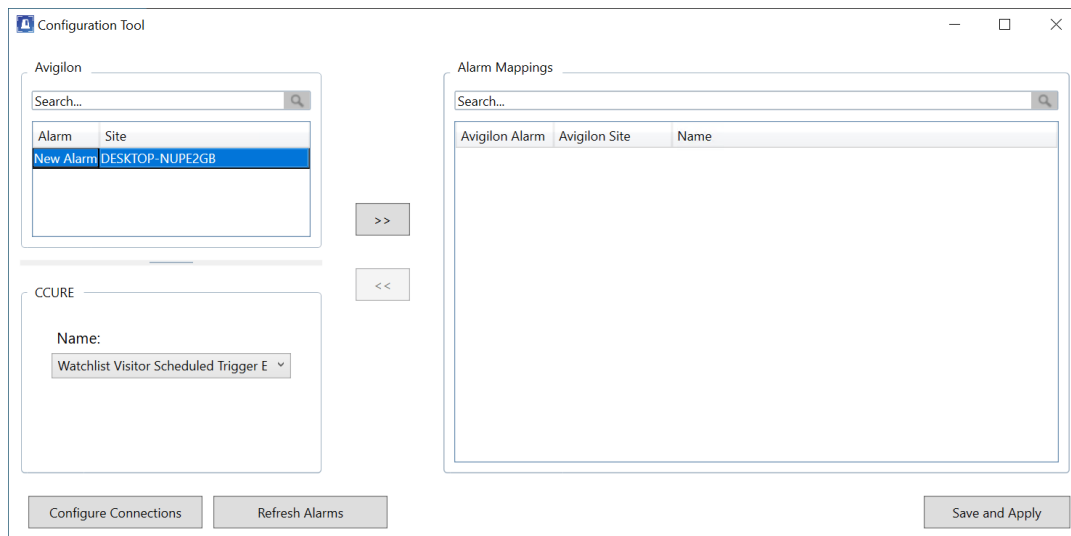 Configuration Tool
Avigilon
Search...
Alarm Site
New Alarm DESKTOP-NUPE2GB
>>
<<
CCURE
Name:
Watchlist Visitor Scheduled Trigger E
Alarm Mappings
Search...
Avigilon Alarm Avigilon Site Name
Configure Connections Refresh Alarms Save and Apply